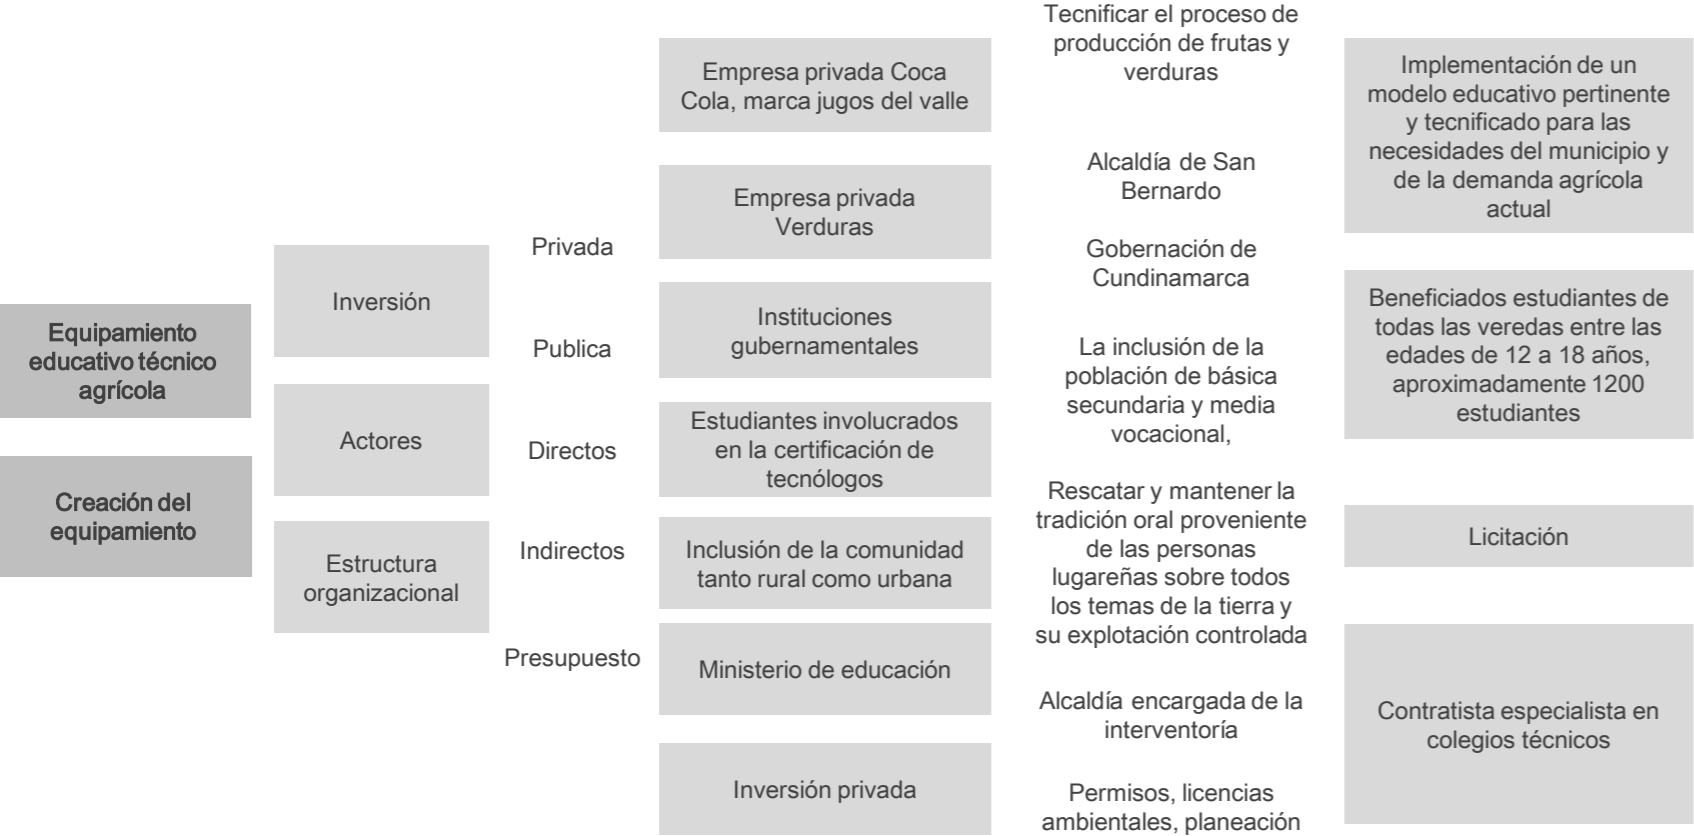 Equipamiento
educativo técnico
agrícola
Creación del
equipamiento
Inversión
Actores
Estructura
organizacional
Privada
Publica
Directos
Indirectos
Presupuesto
Empresa privada Coca
Cola, marca jugos del valle
Empresa privada
Verduras
Instituciones
gubernamentales
Estudiantes involucrados
en la certificación de
tecnólogos
Inclusión de la comunidad
tanto rural como urbana
Ministerio de educación
Inversión privada
Tecnificar el proceso de
producción de frutas y
verduras
Alcaldía de San
Bernardo
Gobernación de
Cundinamarca
La inclusión de la
población de básica
secundaria y media
vocacional,
Rescatar y mantener la
tradición oral proveniente
de las personas
lugareñas sobre todos
los temas de la tierra y
su explotación controlada
Alcaldía encargada de la
interventoría
Permisos, licencias
ambientales, planeación
Implementación de un
modelo educativo pertinente
y tecnificado para las
necesidades del municipio y
de la demanda agrícola
actual
Beneficiados estudiantes de
todas las veredas entre las
edades de 12 a 18 años,
aproximadamente 1200
estudiantes
Licitación
Contratista especialista en
colegios técnicos